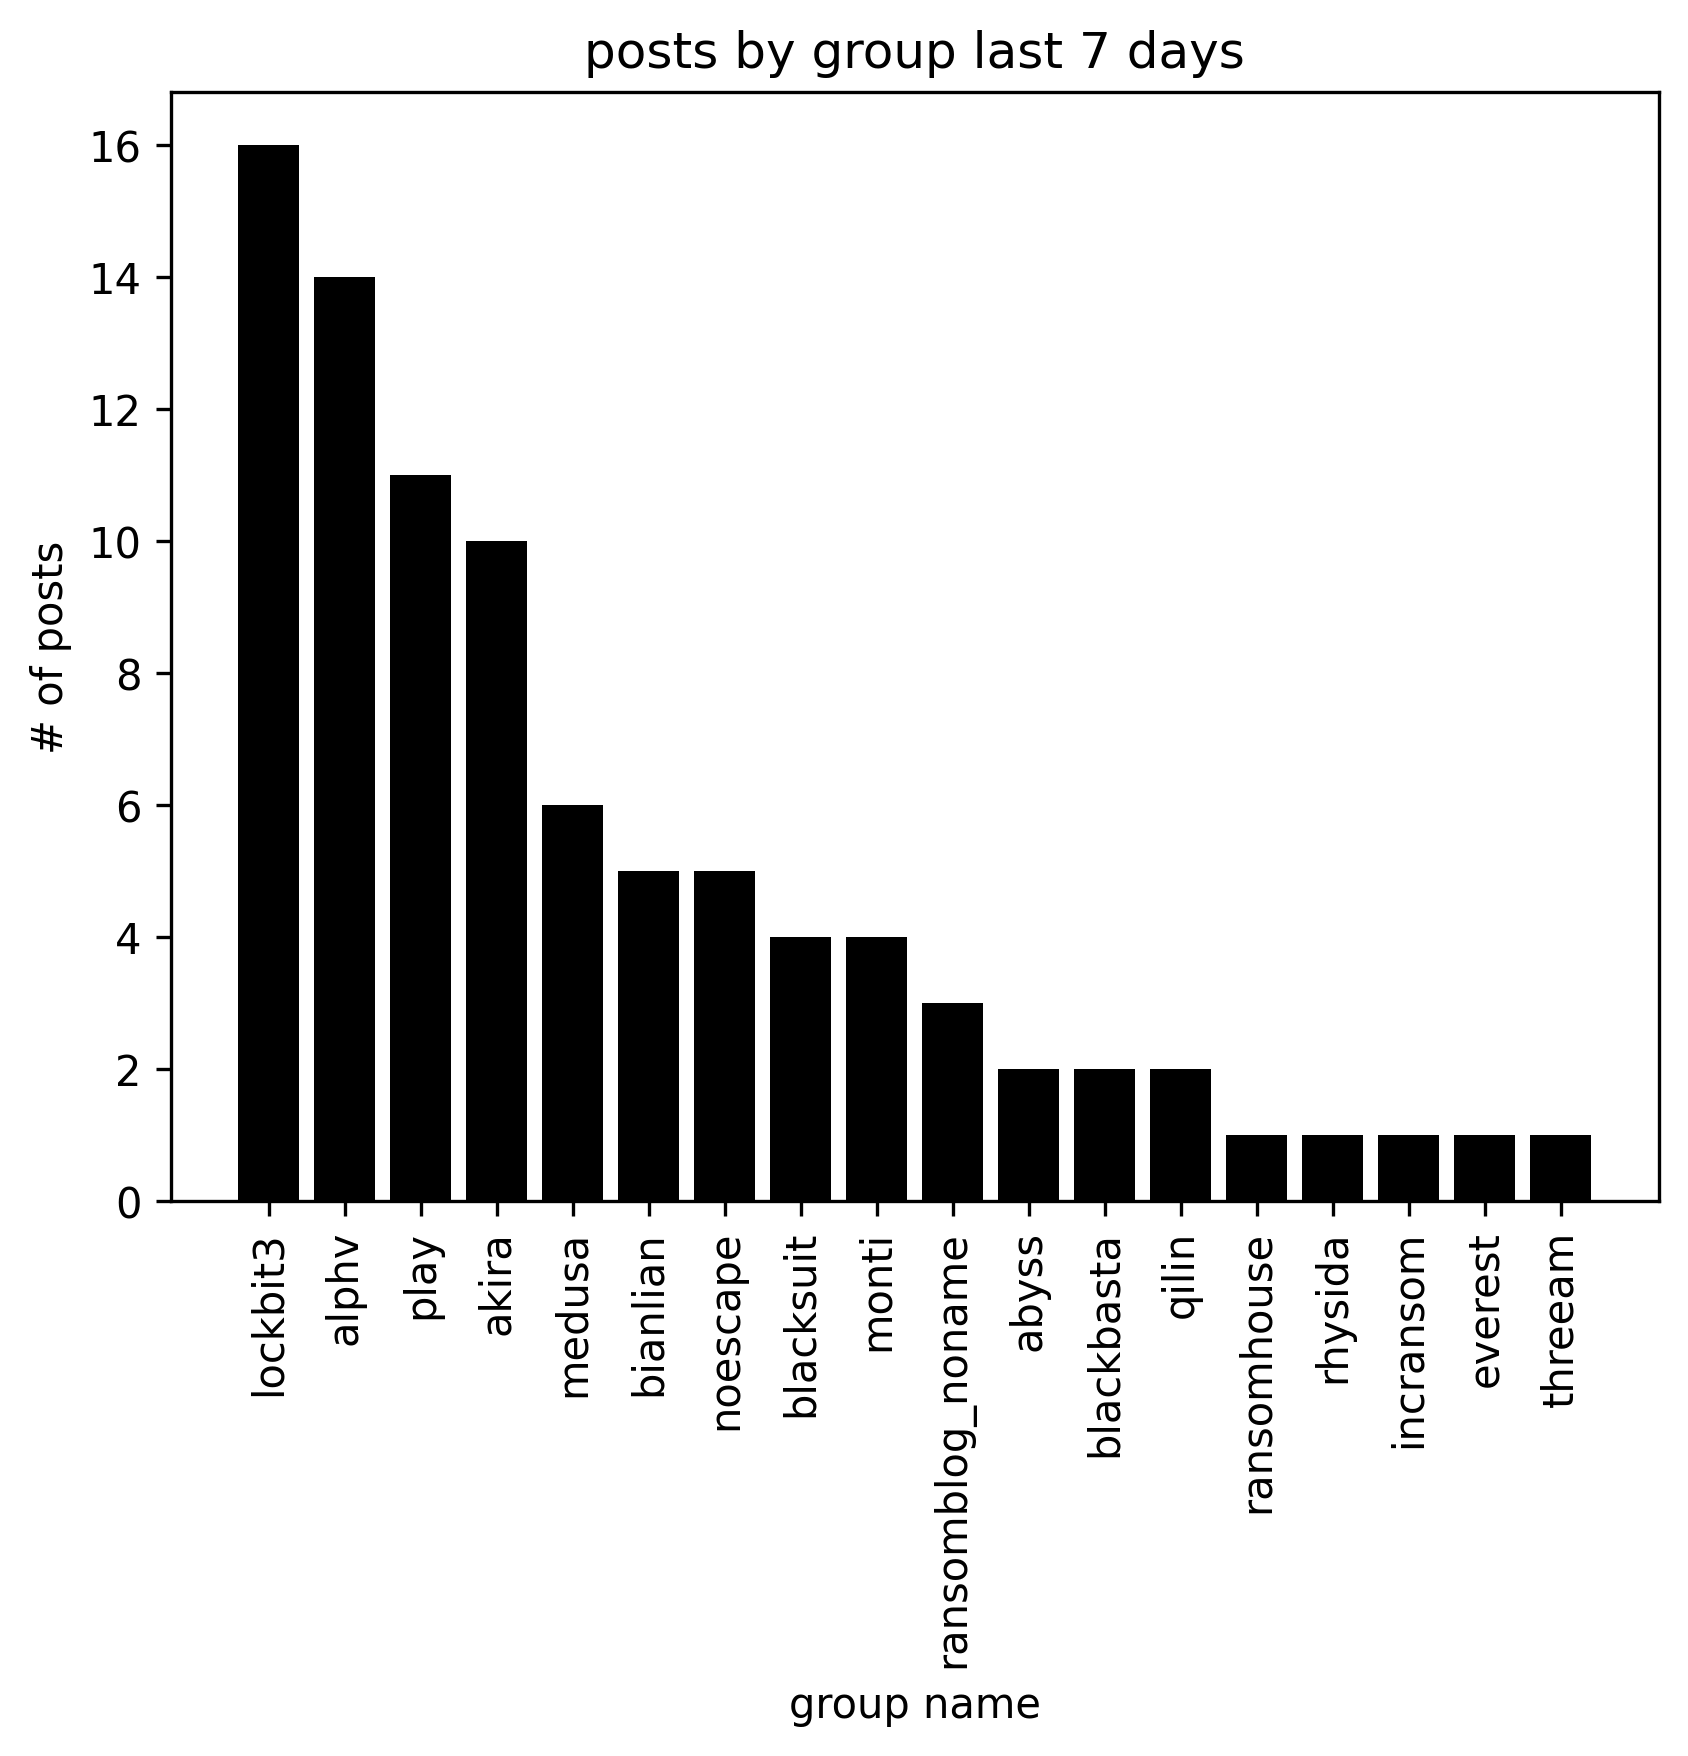 posts by group last 7 days
# of posts
16
14
12
10
8
6
4
2
0
lockbit3
alphv
play
akira
medusa
bianlian
noescape
blacksuit
monti
ransomblog_noname
abyss
blackbasta
qilin
ransomhouse
rhysida
incransom
everest
threeam
group name